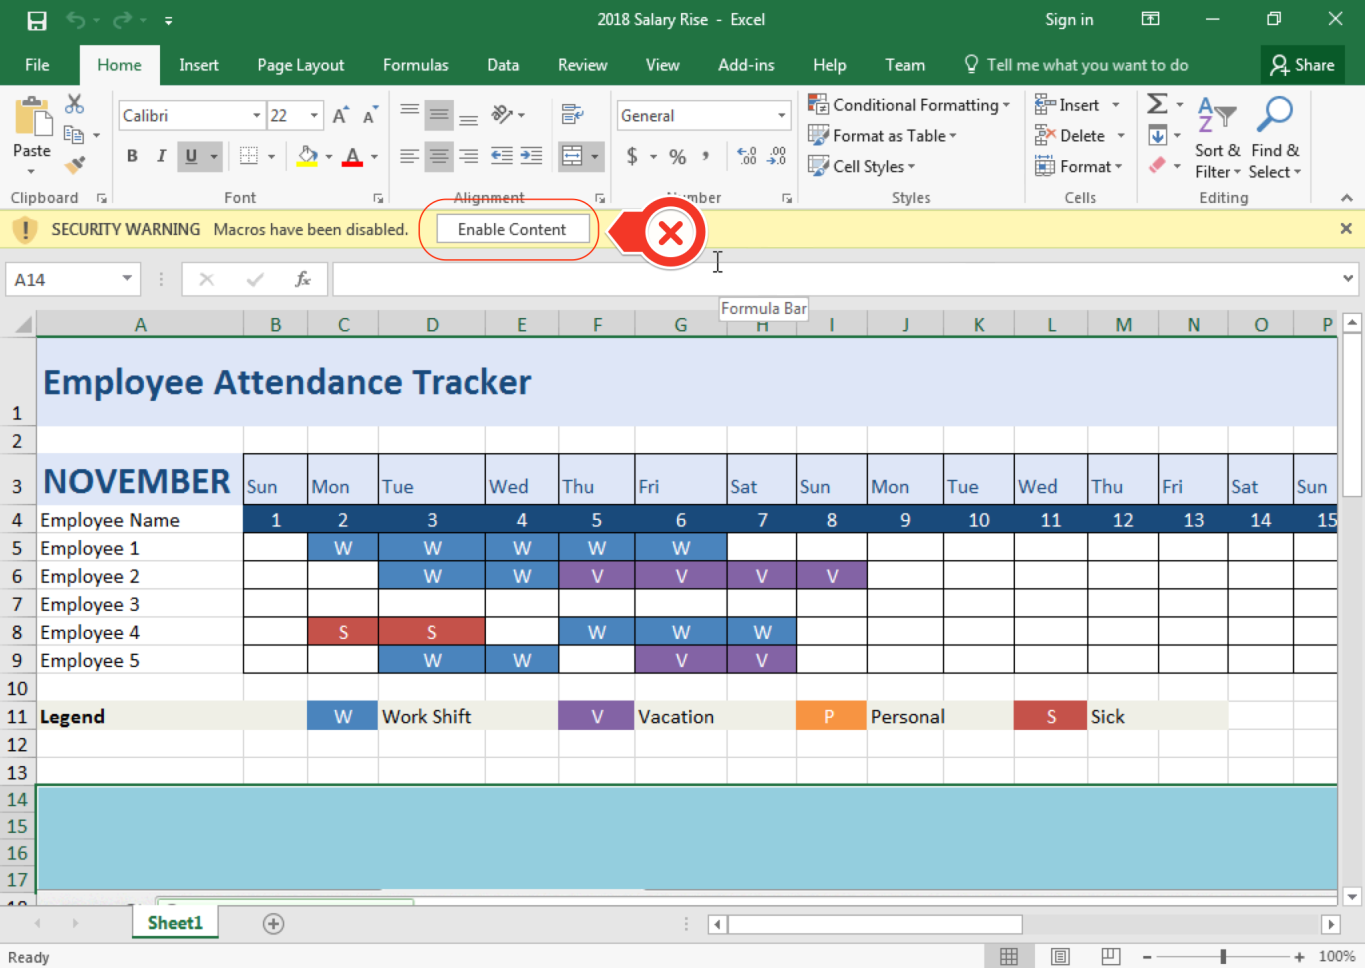 2018 Salary Rise - Excel
Sign in
File Home Insert Page Layout Formulas Data Review View Add-ins Help Team Tell me what you want to do Share
Paste
Calibri 22
B I U
A A
A
General
$ % , .0 .00 .00 .0
Conditional Formatting
Format as Table
Cell Styles
Insert
Delete
Format
Σ
A Z
Sort & Filter
Find & Select
Clipboard Font Alignment Number Styles Cells Editing
SECURITY WARNING Macros have been disabled. Enable Content
A14 fx
Formula Bar
A B C D E F G H I J K L M N O P
1 Employee Attendance Tracker
2
3 NOVEMBER Sun Mon Tue Wed Thu Fri Sat Sun Mon Tue Wed Thu Fri Sat Sun
4 Employee Name 1 2 3 4 5 6 7 8 9 10 11 12 13 14 15
5 Employee 1 W W W W W
6 Employee 2 W W V V V V
7 Employee 3
8 Employee 4 S S W W W
9 Employee 5 W W V V
10
11 Legend W Work Shift V Vacation P Personal S Sick
12
13
14
15
16
17
Sheet1
Ready
100%